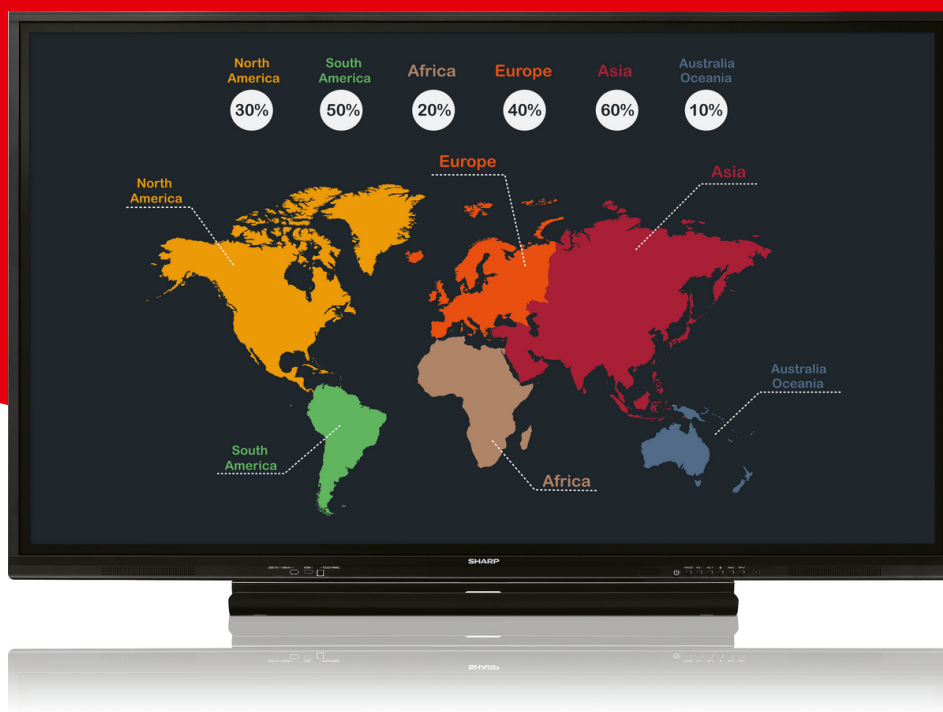 North
America
South
America
Africa
Europe
Asia
Australia
Oceania
30%
50%
20%
40%
60%
10%
Europe
Asia
North
America
Australia
Oceania
South
America
Africa
SHARP